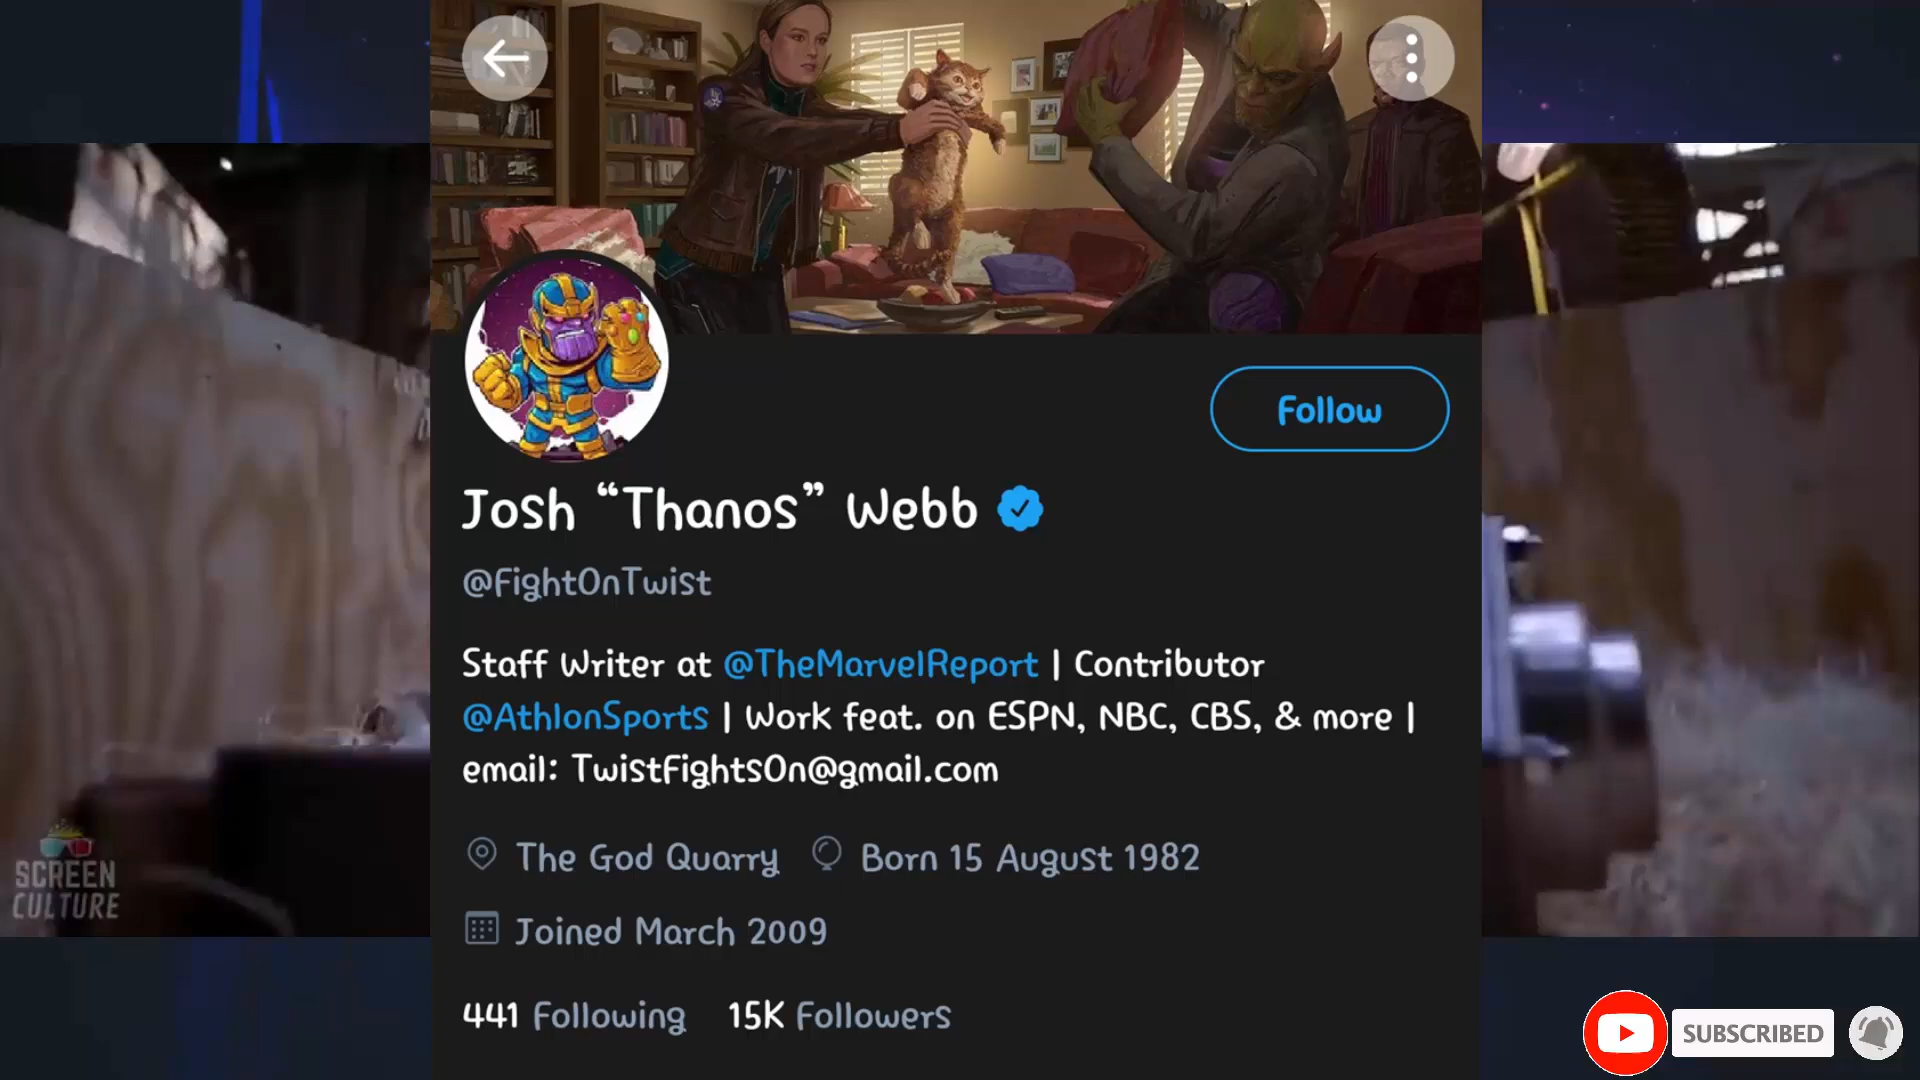 Follow
Josh “Thanos” Webb
@FightOnTwist
Staff Writer at @TheMarvelReport | Contributor
@AthlonSports | Work feat. on ESPN, NBC, CBS, & more |
email: TwistFightsOn@gmail.com
The God Quarry Born 15 August 1982
Joined March 2009
441 Following 15K Followers
SCREEN
CULTURE
SUBSCRIBED